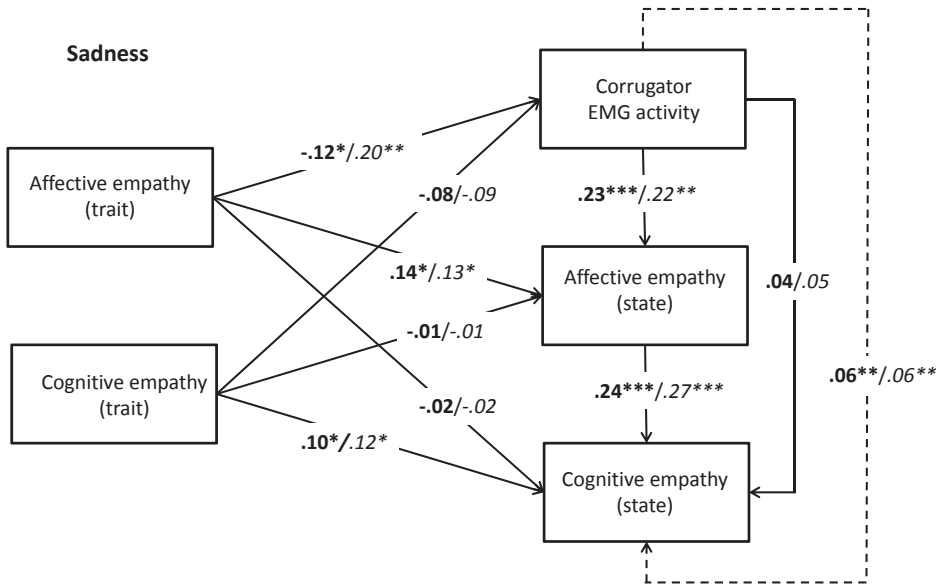 Sadness
Corrugator
EMG activity
-.12*/.20**
Affective empathy
(trait)
-.08/-.09
.23***/.22**
.14*/.13*
Affective empathy
(state)
.04/.05
-.01/-.01
Cognitive empathy
(trait)
.06**/.06**
-.02/-.02
.24***/.27***
.10*/.12*
Cognitive empathy
(state)